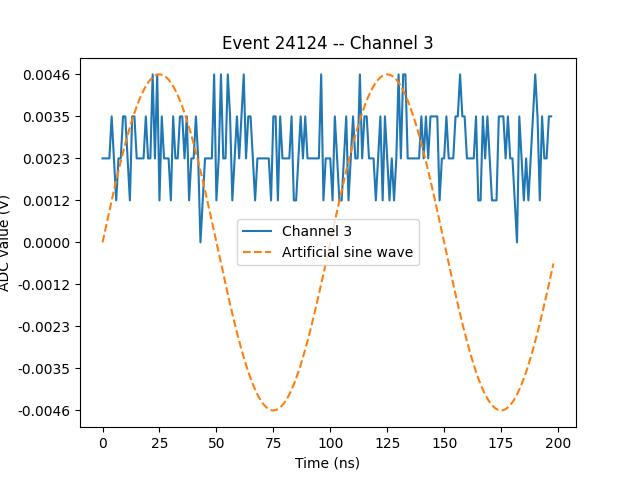 Event 24124 -- Channel 3
0.0046
0.0035
0.0023
0.0012
0.0000
-0.0012
-0.0023
-0.0035
-0.0046
ADC Value (V)
Channel 3
Artificial sine wave
0 25 50 75 100 125 150 175 200
Time (ns)